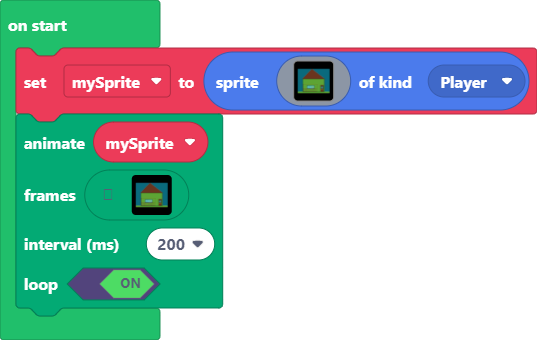 on start
set mySprite to sprite of kind Player
animate mySprite
frames
interval (ms) 200
loop ON